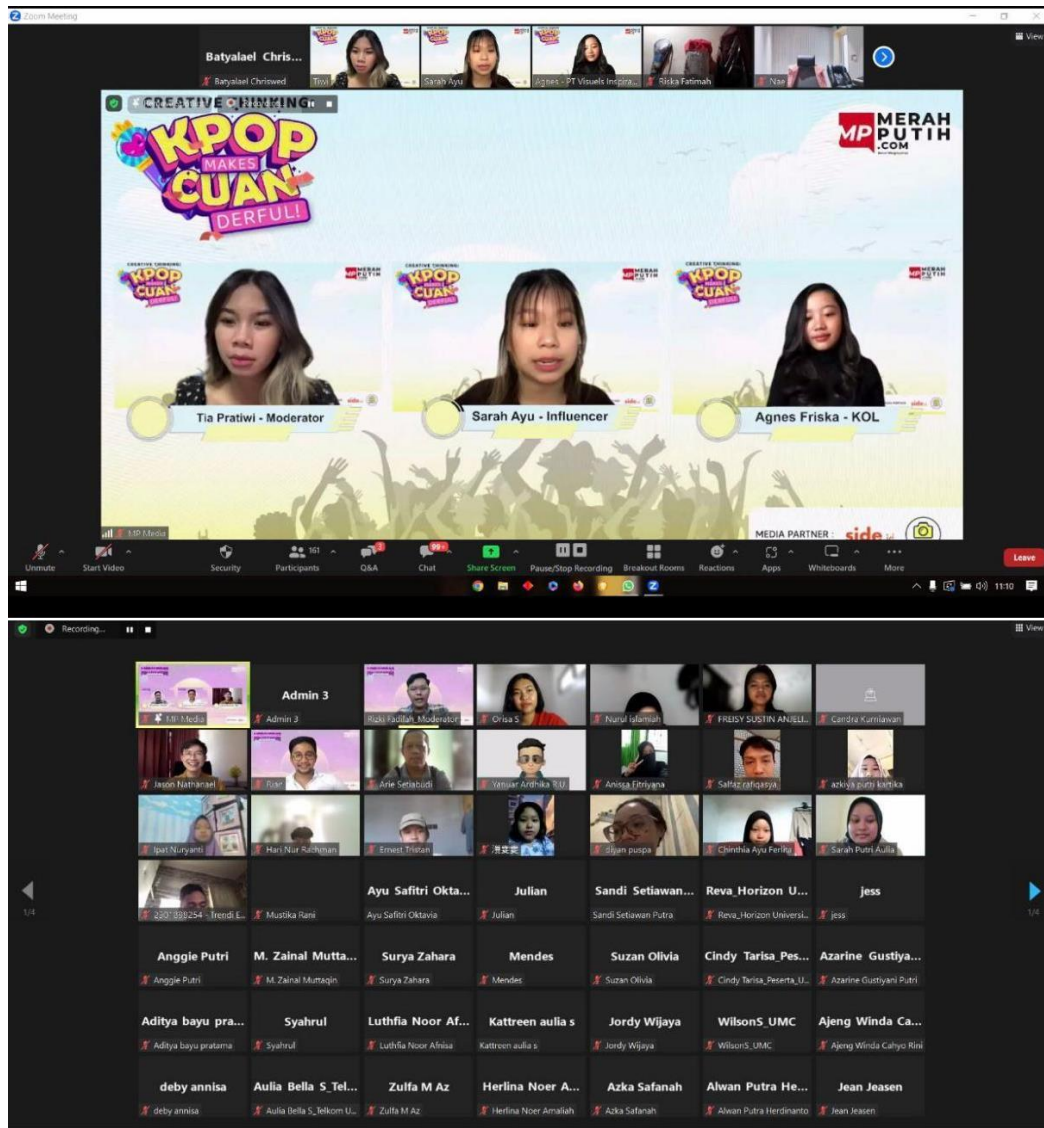 Zoom Meeting
View
Batyalael Chris...
Batyalael Chriswed
Tiwi
Sarah Ayu
Agnes - PT Visuels Inspira...
Riska Fatimah
Nae
CREATIVE THINKING:
KPOP
MAKES
CUAN
DERFUL!
MP MERAH
PUTIH
.COM
Tia Pratiwi - Moderator
Sarah Ayu - Influencer
Agnes Friska - KOL
MP Media
MEDIA PARTNER : side.id
Unmute
Start Video
Security
161
Participants
2
Q&A
99+
Chat
Share Screen
Pause/Stop Recording
Breakout Rooms
Reactions
Apps
Whiteboards
More
Leave
11:10
Recording...
View
MP Media
Admin 3
Admin 3
Rizki Fadilah_Moderator
Orisa S
Nurul islamiah
FREISY SUSTIN ANJELI...
Candra Kurniawan
Jason Nathanael
Rian
Arie Setiabudi
Yanuar Ardhika R.U.
Anissa Fitriyana
Salfaz rafiqasya
azkiya putri kartika
Ipat Nuryanti
Hari Nur Rachman
Ernest Tristan
diyan puspa
Chinthia Ayu Ferlita
Sarah Putri Aulia
Trendi E...
Mustika Rani
Ayu Safitri Okta...
Ayu Safitri Oktavia
Julian
Julian
Sandi Setiawan...
Sandi Setiawan Putra
Reva_Horizon U...
Reva_Horizon Universi...
jess
jess
1/4
1/4
Anggie Putri
Anggie Putri
M. Zainal Mutta...
M. Zainal Muttaqin
Surya Zahara
Surya Zahara
Mendes
Mendes
Suzan Olivia
Suzan Olivia
Cindy Tarisa_Pes...
Cindy Tarisa_Peserta_U...
Azarine Gustiya...
Azarine Gustiyani Putri
Aditya bayu pra...
Aditya bayu pratama
Syahrul
Syahrul
Luthfia Noor Af...
Luthfia Noor Afnisa
Kattreen aulia s
Kattreen aulia s
Jordy Wijaya
Jordy Wijaya
WilsonS_UMC
WilsonS_UMC
Ajeng Winda Ca...
Ajeng Winda Cahyo Rini
deby annisa
deby annisa
Aulia Bella S_Tel...
Aulia Bella S_Telkom U...
Zulfa M Az
Zulfa M Az
Herlina Noer A...
Herlina Noer Amaliah
Azka Safanah
Azka Safanah
Alwan Putra He...
Alwan Putra Herdinanto
Jean Jeasen
Jean Jeasen